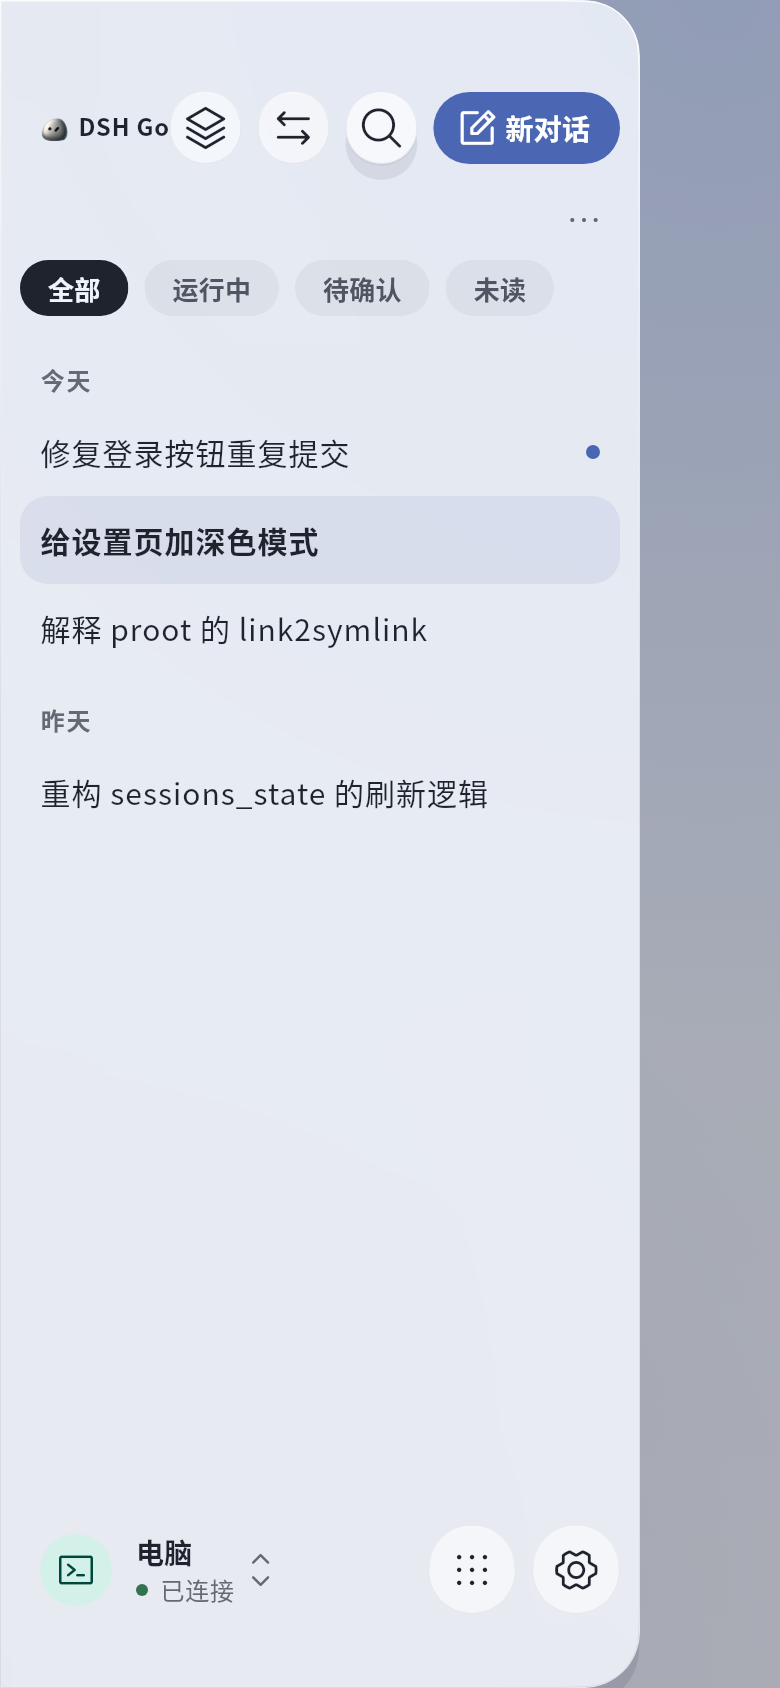 DSH Go
新对话
全部 运行中 待确认 未读
今天
修复登录按钮重复提交
给设置页加深色模式
解释 proot 的 link2symlink
昨天
重构 sessions_state 的刷新逻辑
电脑
已连接